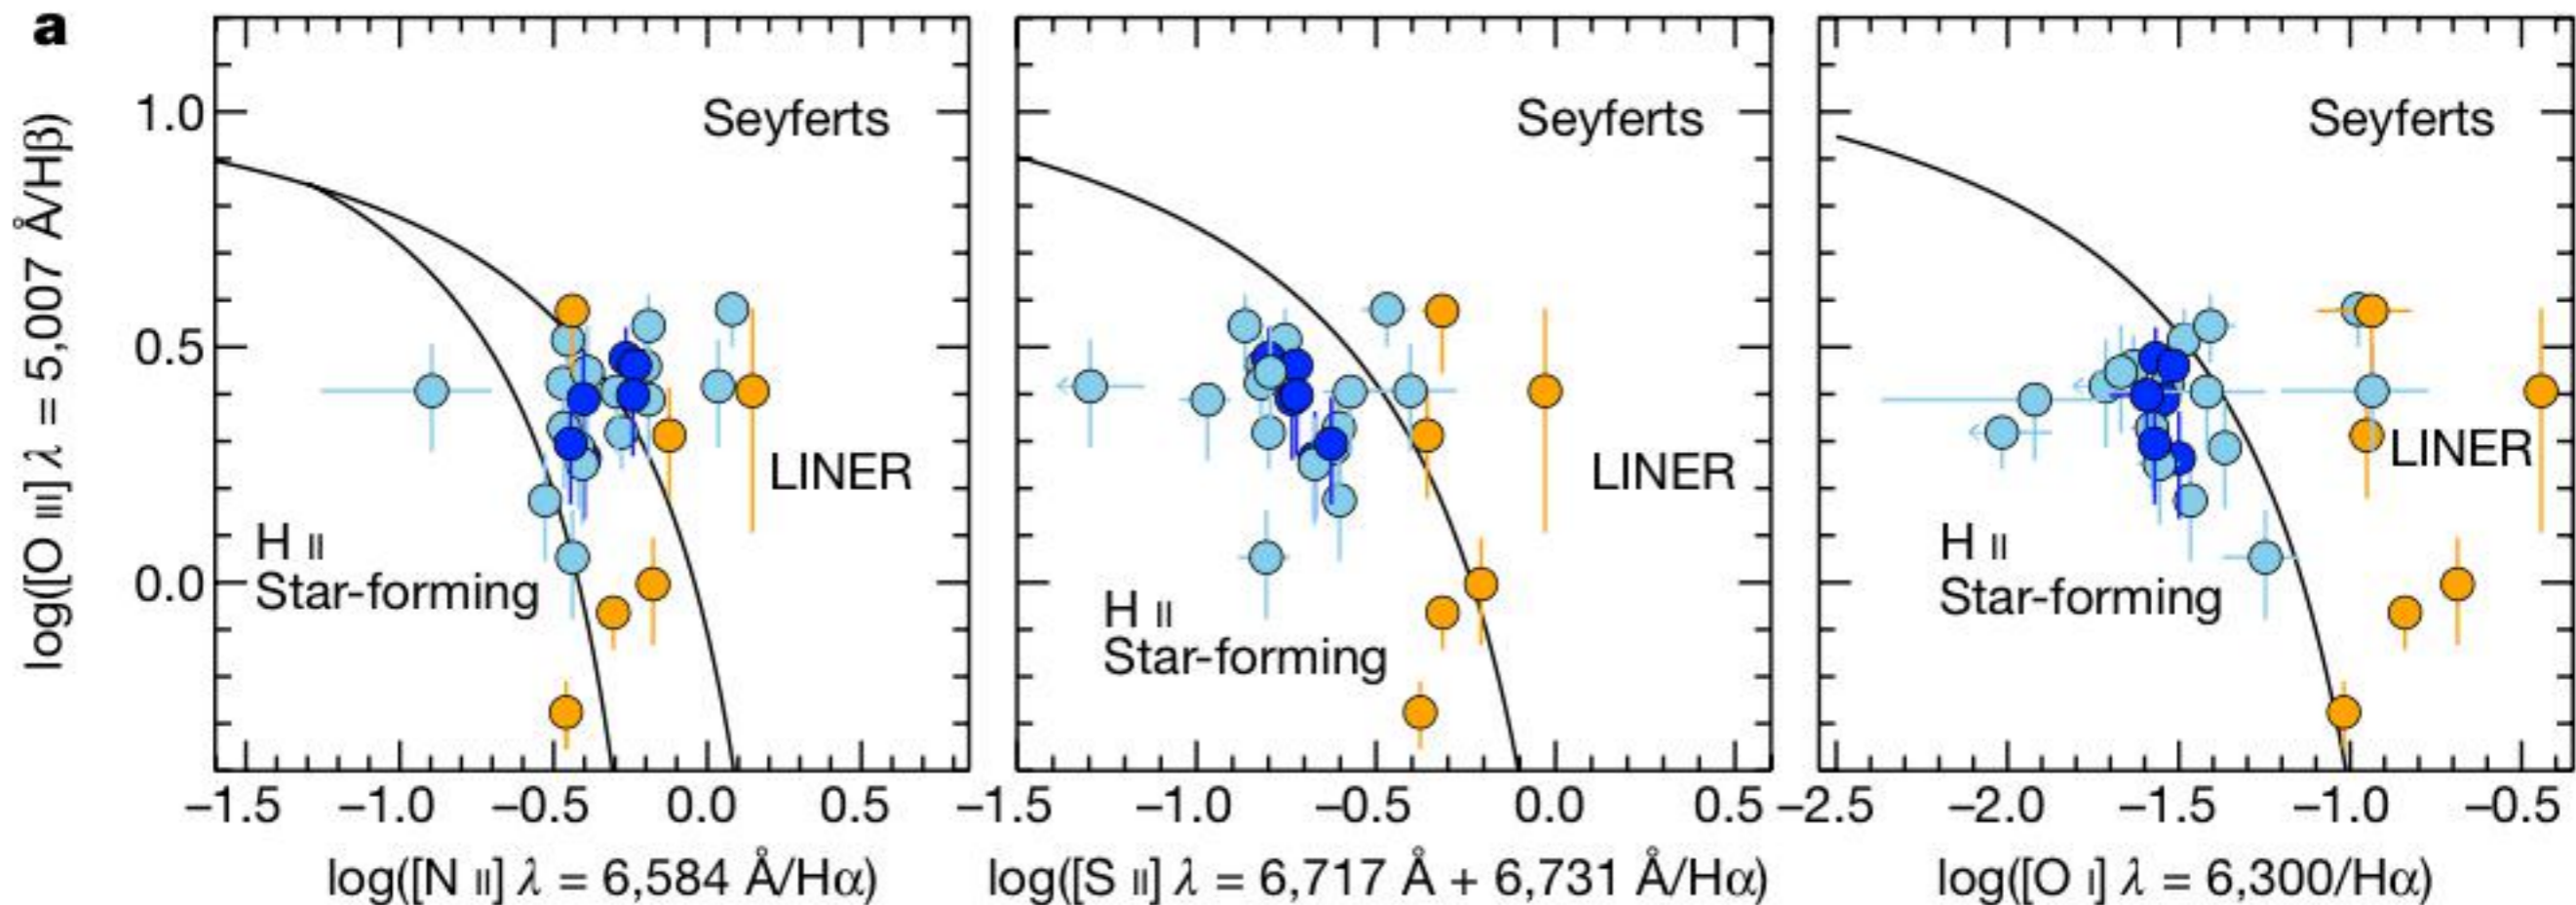 a
log([O III] λ = 5,007 Å/Hβ)
1.0
0.5
0.0
Seyferts
LINER
H II
Star-forming
−1.5 −1.0 −0.5 0.0 0.5
log([N II] λ = 6,584 Å/Hα)
Seyferts
LINER
H II
Star-forming
−1.5 −1.0 −0.5 0.0 0.5
log([S II] λ = 6,717 Å + 6,731 Å/Hα)
Seyferts
LINER
H II
Star-forming
−2.5 −2.0 −1.5 −1.0 −0.5
log([O I] λ = 6,300/Hα)